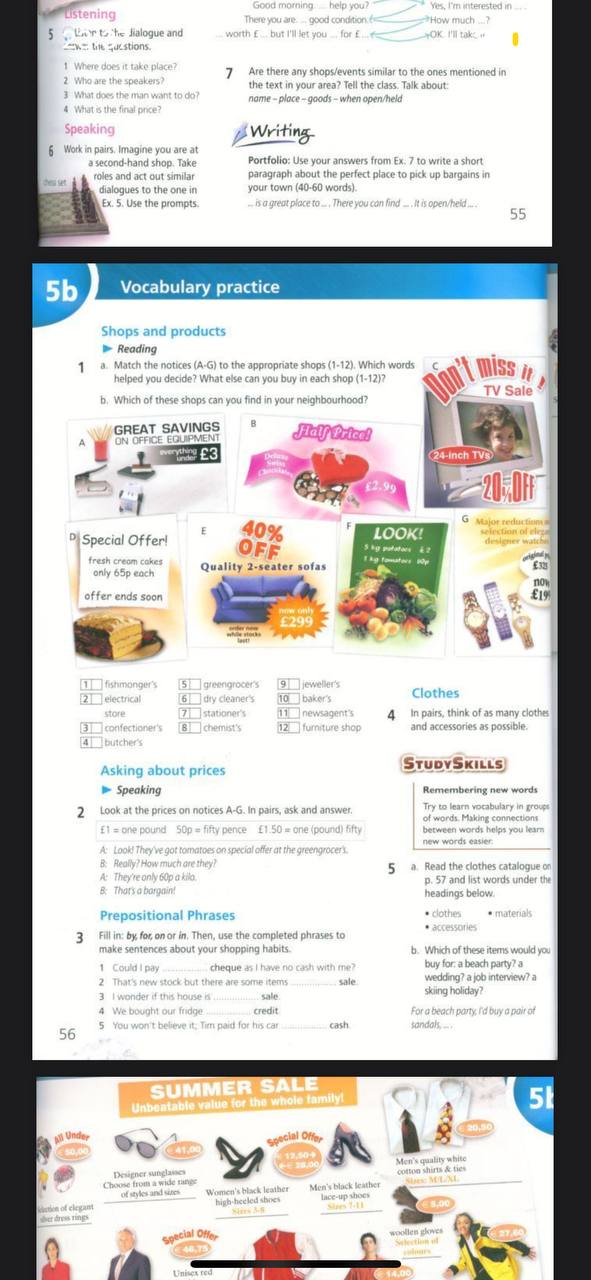 Listening
5
the dialogue and
questions.
1 Where does it take place?
2 Who are the speakers?
3 What does the man want to do?
4 What is the final price?
Speaking
6 Work in pairs. Imagine you are at
a second-hand shop. Take
roles and act out similar
dialogues to the one in
Ex. 5. Use the prompts.
chess set
Good morning. ... help you?
Yes, I'm interested in ... .
There you are. ... good condition.
How much ...?
... worth £ ... but I'll let you ... for £ ...
OK. I'll take
7 Are there any shops/events similar to the ones mentioned in
the text in your area? Tell the class. Talk about:
name – place – goods – when open/held
Writing
Portfolio: Use your answers from Ex. 7 to write a short
paragraph about the perfect place to pick up bargains in
your town (40-60 words).
... is a great place to ... . There you can find ... . It is open/held ... .
55
5b Vocabulary practice
Shops and products
Reading
1 a. Match the notices (A-G) to the appropriate shops (1-12). Which words
helped you decide? What else can you buy in each shop (1-12)?
b. Which of these shops can you find in your neighbourhood?
A
GREAT SAVINGS
ON OFFICE EQUIPMENT
everything
under £3
B
Half Price!
Deluxe
Swiss
Chocolates
£2.99
C
Don't miss it!
TV Sale
24-inch TVs
20% OFF
D
Special Offer!
fresh cream cakes
only 65p each
offer ends soon
E
40%
OFF
Quality 2-seater sofas
now only
£299
order now
while stocks
last!
F
LOOK!
5 kg potatoes £2
1 kg tomatoes 60p
G
Major reductions
selection of
designer
original
£325
now
1 fishmonger's
2 electrical
store
3 confectioner's
4 butcher's
5 greengrocer's
6 dry cleaner's
7 stationer's
8 chemist's
9 jeweller's
10 baker's
11 newsagent's
12 furniture shop
Asking about prices
Speaking
2 Look at the prices on notices A-G. In pairs, ask and answer.
£1 = one pound 50p = fifty pence £1.50 = one (pound) fifty
A: Look! They've got tomatoes on special offer at the greengrocer's.
B: Really? How much are they?
A: They're only 60p a kilo.
B: That's a bargain!
Prepositional Phrases
3 Fill in: by, for, on or in. Then, use the completed phrases to
make sentences about your shopping habits.
1 Could I pay ............... cheque as I have no cash with me?
2 That's new stock but there are some items ............... sale.
3 I wonder if this house is ............... sale.
4 We bought our fridge ............... credit.
5 You won't believe it; Tim paid for his car ............... cash.
56
Clothes
4 In pairs, think of as many clothes
and accessories as possible.
STUDY SKILLS
Remembering new words
Try to learn vocabulary in groups
of words. Making connections
between words helps you learn
new words easier.
5 a. Read the clothes catalogue on
p. 57 and list words under the
headings below.
• clothes • materials
• accessories
b. Which of these items would you
buy for: a beach party? a
wedding? a job interview? a
skiing holiday?
For a beach party, I'd buy a pair of
sandals, ... .
SUMMER SALE
Unbeatable value for the whole family!
All Under
€ 50,00
Selection of elegant
silver dress rings
€ 41,00
Designer sunglasses
Choose from a wide range
of styles and sizes
Special Offer
€ 28,00
Women's black leather
high-heeled shoes
Sizes 3-8
Men's black leather
lace-up shoes
Sizes 7-11
€ 20,50
Men's quality white
cotton shirts & ties
Sizes: M/L/XL
€ 8,00
woollen gloves
Selection of
colours
Special Offer
€ 46,75
Unisex red
€ 14,00
€ 27,60